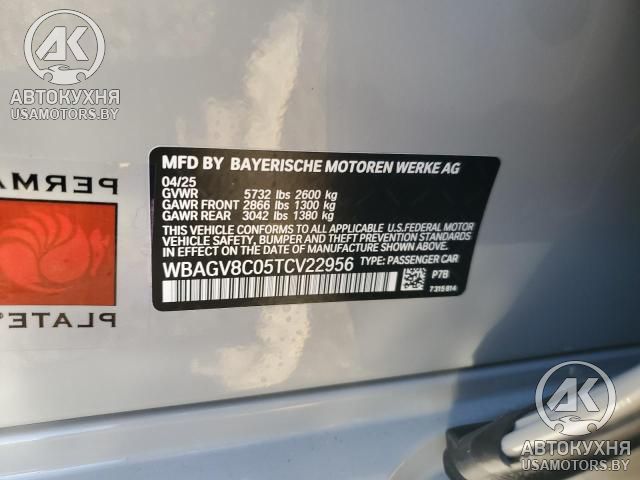 АК
АВТОКУХНЯ
USAMOTORS.BY
PERMA
PLATE®
MFD BY BAYERISCHE MOTOREN WERKE AG
04/25
GVWR 5732 lbs 2600 kg
GAWR FRONT 2866 lbs 1300 kg
GAWR REAR 3042 lbs 1380 kg
THIS VEHICLE CONFORMS TO ALL APPLICABLE U.S.FEDERAL MOTOR
VEHICLE SAFETY, BUMPER AND THEFT PREVENTION STANDARDS
IN EFFECT ON THE DATE OF MANUFACTURE SHOWN ABOVE.
WBAGV8C05TCV22956 TYPE: PASSENGER CAR
P7B
7315814
АК
АВТОКУХНЯ
USAMOTORS.BY